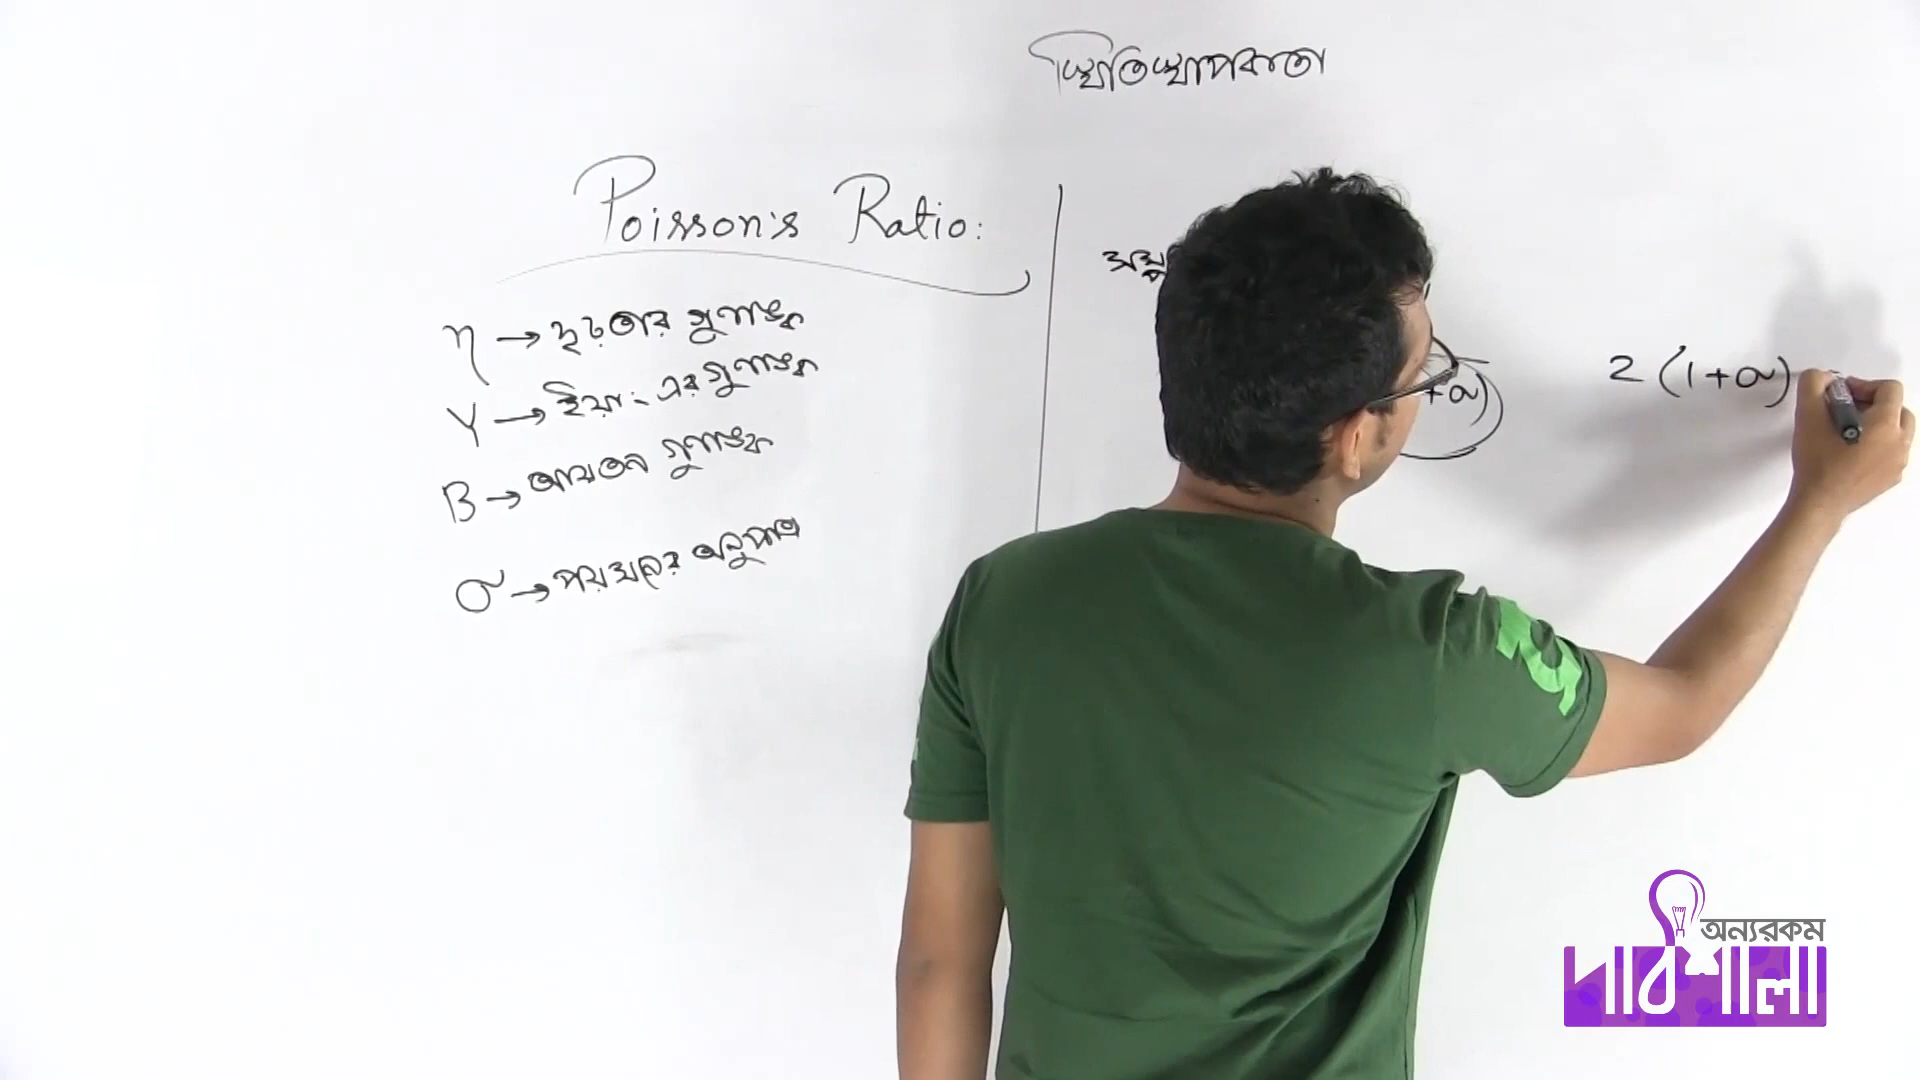 স্থিতিস্থাপকতা
Poisson's Ratio:
η → দৃঢ়তার গুণাঙ্ক
Y → ইয়ং এর গুণাঙ্ক
B → আয়তন গুণাঙ্ক
σ → পয়সনের অনুপাত
+σ)
2 (1+σ)
অন্যরকম
পাঠশালা